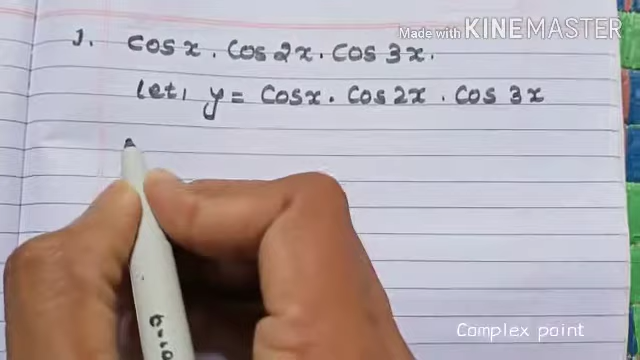 Made with KINEMASTER
1. cos x . cos 2x . cos 3x.
Let, y = cos x . cos 2x . cos 3x
Complex point